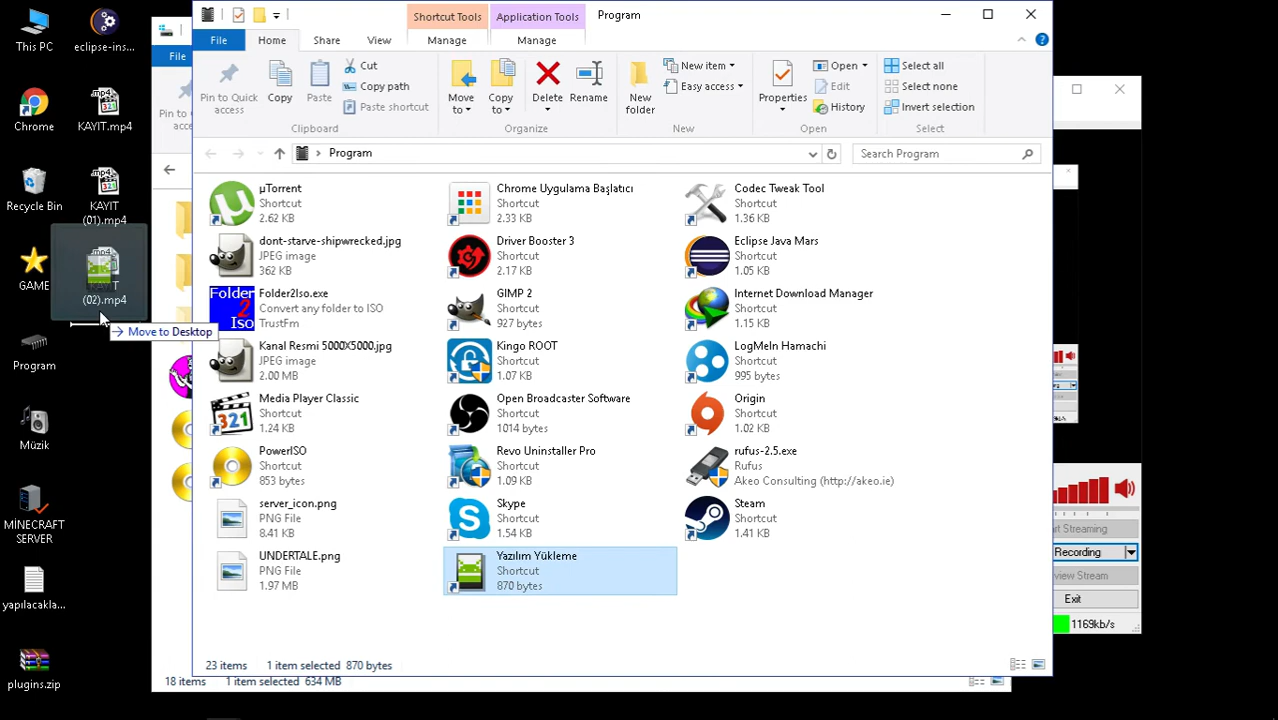 This PC
eclipse-ins...
Chrome
KAYIT.mp4
Recycle Bin
KAYIT
(01).mp4
GAME
KAYIT
(02).mp4
Move to Desktop
Program
Müzik
MİNECRAFT
SERVER
yapılacakla...
plugins.zip
File
Shortcut Tools
Application Tools
Program
File
Home
Share
View
Manage
Manage
Pin to Quick
access
Copy
Paste
Cut
Copy path
Paste shortcut
Clipboard
Move
to
Copy
to
Delete
Rename
Organize
New
folder
New item
Easy access
New
Properties
Open
Edit
History
Open
Select all
Select none
Invert selection
Select
Program
Search Program
µTorrent
Shortcut
2.62 KB
Chrome Uygulama Başlatıcı
Shortcut
2.33 KB
Codec Tweak Tool
Shortcut
1.36 KB
dont-starve-shipwrecked.jpg
JPEG image
362 KB
Driver Booster 3
Shortcut
2.17 KB
Eclipse Java Mars
Shortcut
1.05 KB
Folder
2
Iso
Folder2Iso.exe
Convert any folder to ISO
TrustFm
GIMP 2
Shortcut
927 bytes
Internet Download Manager
Shortcut
1.15 KB
Kanal Resmi 5000X5000.jpg
JPEG image
2.00 MB
Kingo ROOT
Shortcut
1.07 KB
LogMeIn Hamachi
Shortcut
995 bytes
321
Media Player Classic
Shortcut
1.24 KB
Open Broadcaster Software
Shortcut
1014 bytes
Origin
Shortcut
1.02 KB
PowerISO
Shortcut
853 bytes
Revo Uninstaller Pro
Shortcut
1.09 KB
rufus-2.5.exe
Rufus
Akeo Consulting (http://akeo.ie)
server_icon.png
PNG File
8.41 KB
Skype
Shortcut
1.54 KB
Steam
Shortcut
1.41 KB
UNDERTALE.png
PNG File
1.97 MB
Yazılım Yükleme
Shortcut
870 bytes
23 items
1 item selected 870 bytes
18 items
1 item selected 634 MB
art Streaming
Recording
view Stream
Exit
1169kb/s